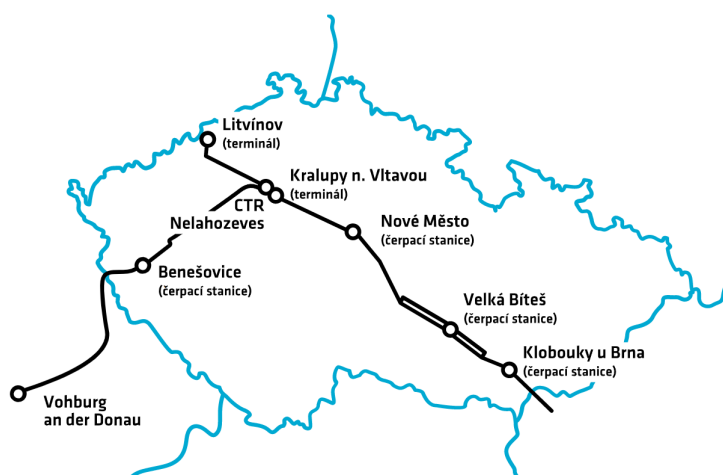 Litvínov
(terminál)
Kralupy n. Vltavou
(terminál)
CTR
Nelahozeves
Nové Město
(čerpací stanice)
Benešovice
(čerpací stanice)
Velká Bíteš
(čerpací stanice)
Klobouky u Brna
(čerpací stanice)
Vohburg
an der Donau